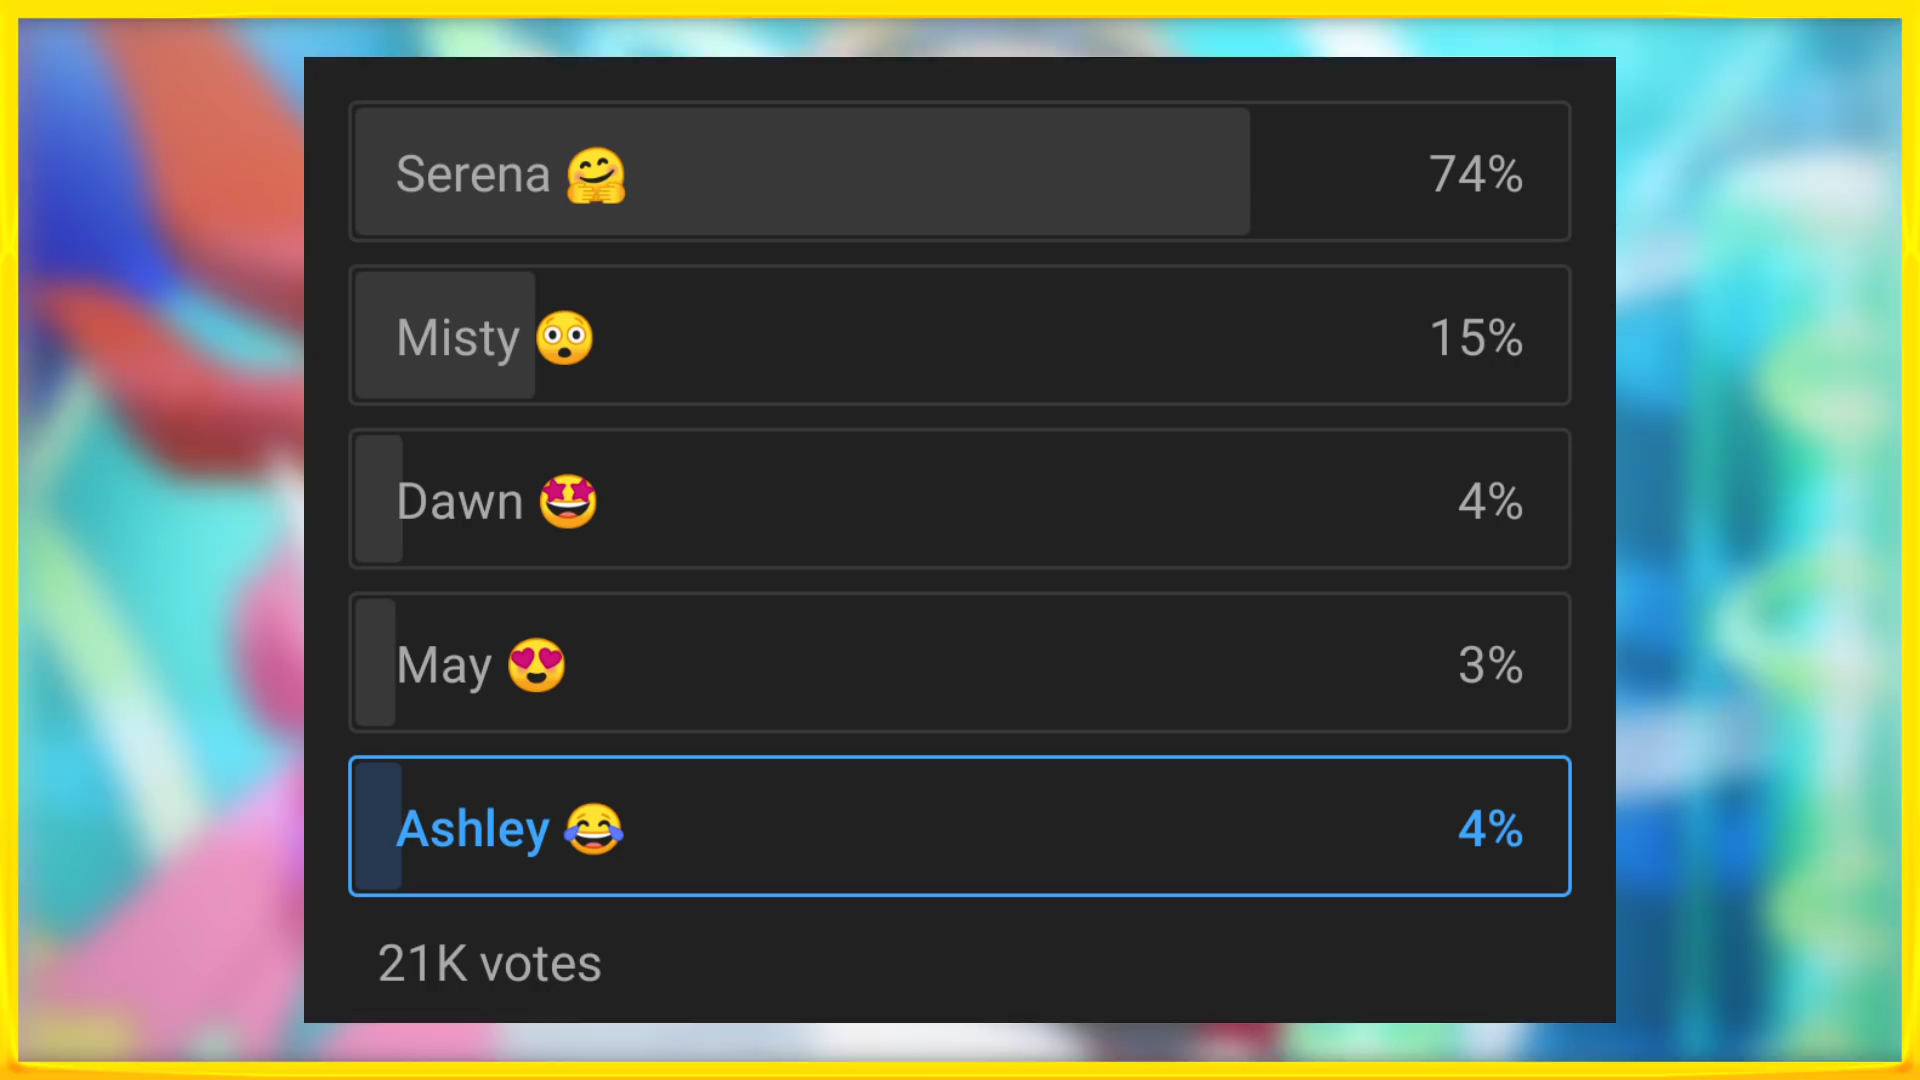 Serena 🤗 74%
Misty 😳 15%
Dawn 🤩 4%
May 😍 3%
Ashley 😂 4%
21K votes